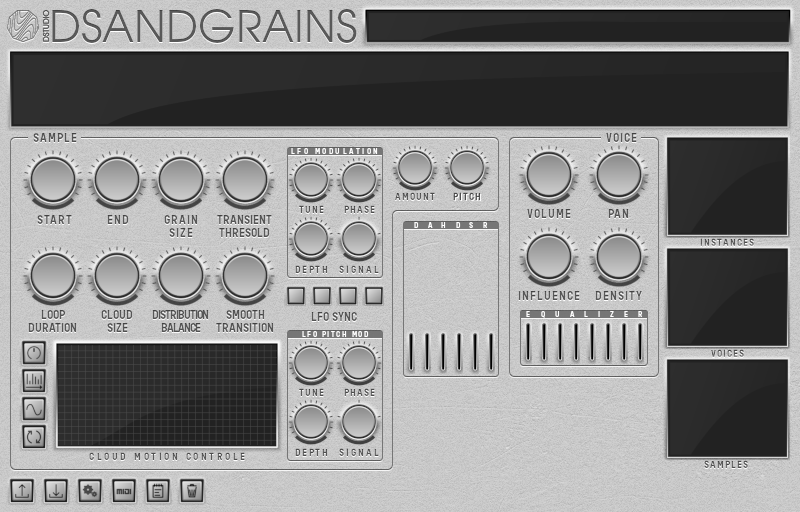 DSTUDIO
DSANDGRAINS
SAMPLE
VOICE
LFO MODULATION
TUNE
PHASE
DEPTH
SIGNAL
AMOUNT
PITCH
START
END
GRAIN
SIZE
TRANSIENT
THRESOLD
VOLUME
PAN
DAHDSR
INSTANCES
LOOP
DURATION
CLOUD
SIZE
DISTRIBUTION
BALANCE
SMOOTH
TRANSITION
LFO SYNC
INFLUENCE
DENSITY
EQUALIZER
LFO PITCH MOD
TUNE
PHASE
DEPTH
SIGNAL
VOICES
CLOUD MOTION CONTROLE
SAMPLES
MIDI